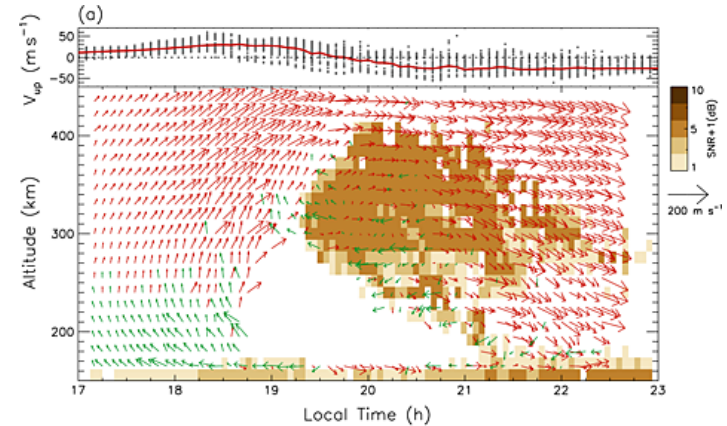 (a)
V_up (m s⁻¹)
50
0
-50
10
5
1
SNR+1(dB)
200 m s⁻¹
Altitude (km)
400
300
200
17 18 19 20 21 22 23
Local Time (h)